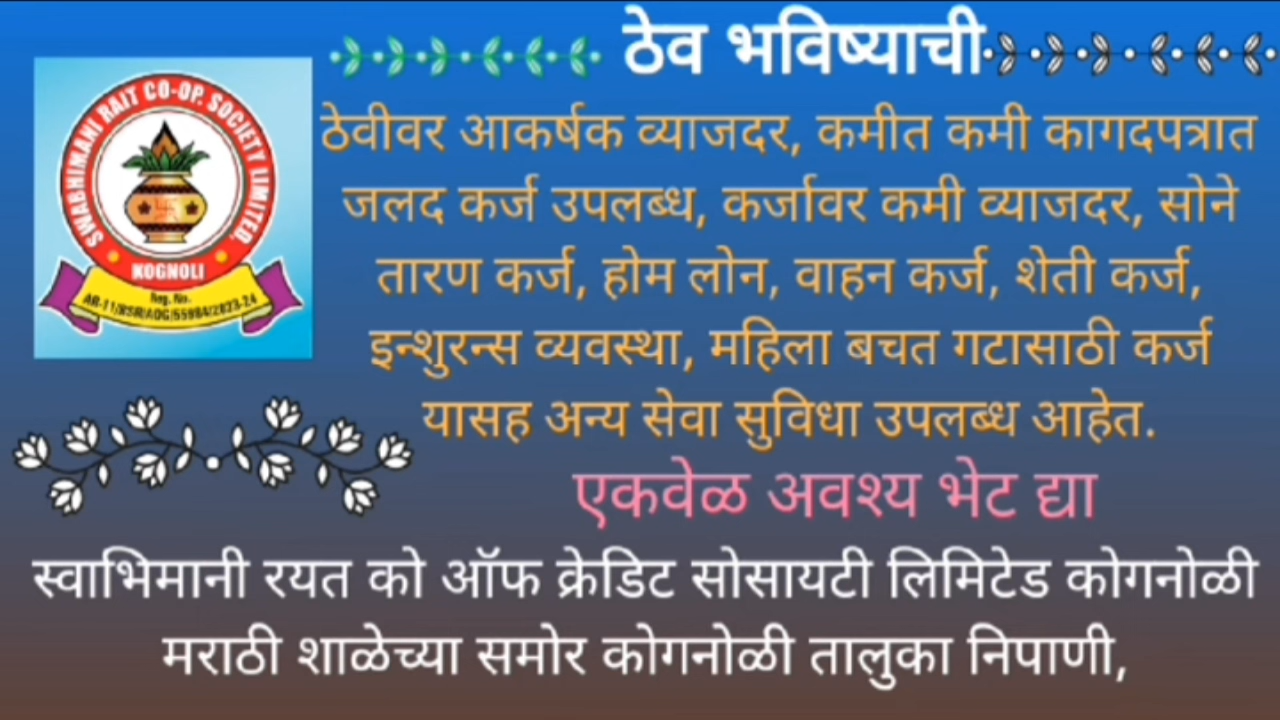 ठेव भविष्याची
SWABHIMANI RAIT CO-OP. SOCIETY LIMITED.
KOGNOLI
Reg. No.
ठेवीवर आकर्षक व्याजदर, कमीत कमी कागदपत्रात
जलद कर्ज उपलब्ध, कर्जावर कमी व्याजदर, सोने
तारण कर्ज, होम लोन, वाहन कर्ज, शेती कर्ज,
इन्शुरन्स व्यवस्था, महिला बचत गटासाठी कर्ज
यासह अन्य सेवा सुविधा उपलब्ध आहेत.
एकवेळ अवश्य भेट द्या
स्वाभिमानी रयत को ऑफ क्रेडिट सोसायटी लिमिटेड कोगनोळी
मराठी शाळेच्या समोर कोगनोळी तालुका निपाणी,